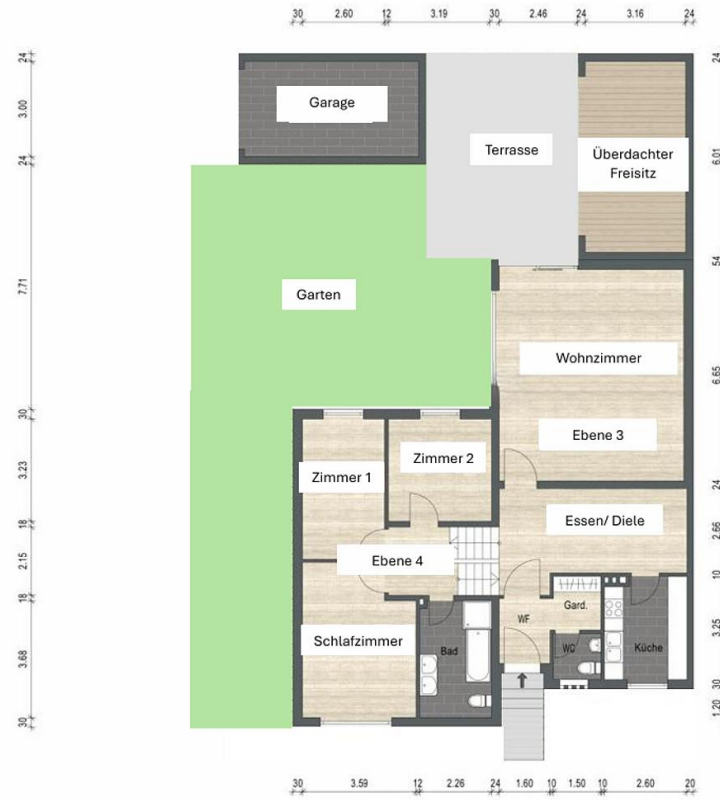 30 2.60 12 3.19 30 2.46 24 3.16 24
24
3.00
24
7.71
30
3.23
18
2.15
18
3.68
30
Garage
Terrasse
Überdachter
Freisitz
Garten
Wohnzimmer
Ebene 3
Zimmer 1
Zimmer 2
Essen/ Diele
Ebene 4
Gard.
WF
Schlafzimmer
Bad
WC
Küche
24
6.01
54
6.65
24
2.66
10
3.25
30
1.20
30 3.59 12 2.26 24 1.60 10 1.50 10 2.60 20